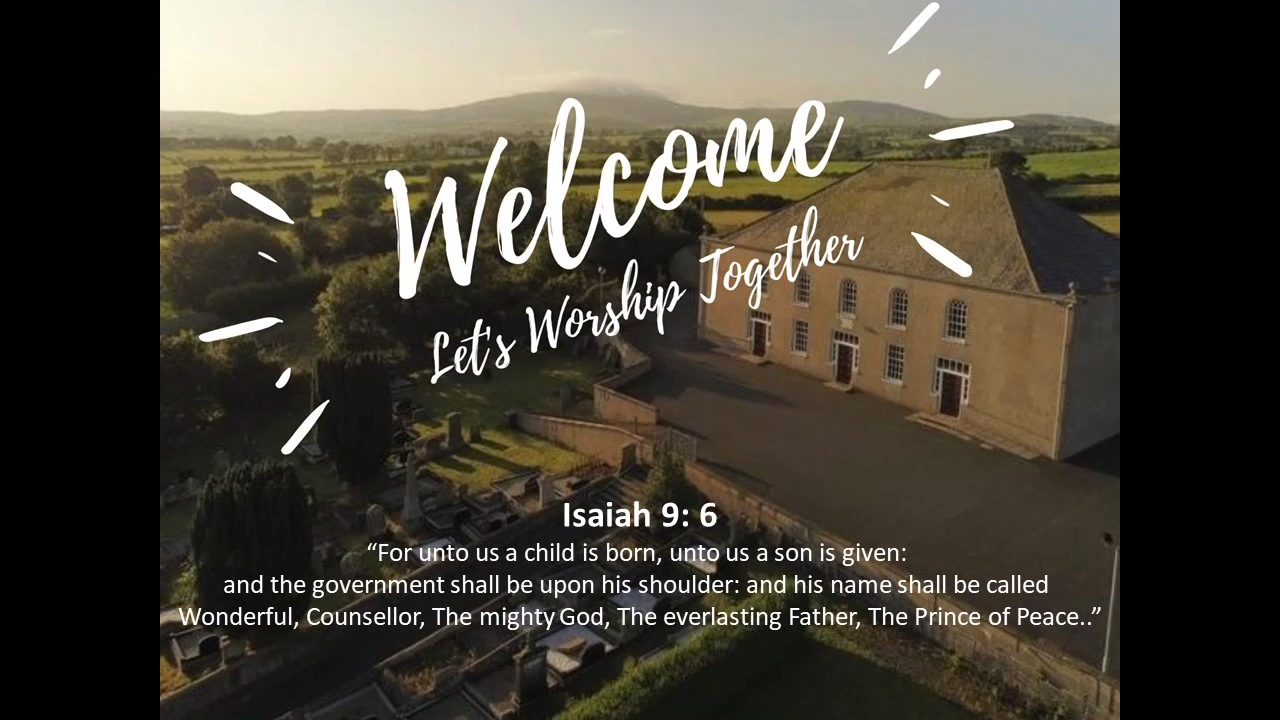 Welcome
Let's Worship Together
Isaiah 9: 6
“For unto us a child is born, unto us a son is given:
and the government shall be upon his shoulder: and his name shall be called
Wonderful, Counsellor, The mighty God, The everlasting Father, The Prince of Peace..”